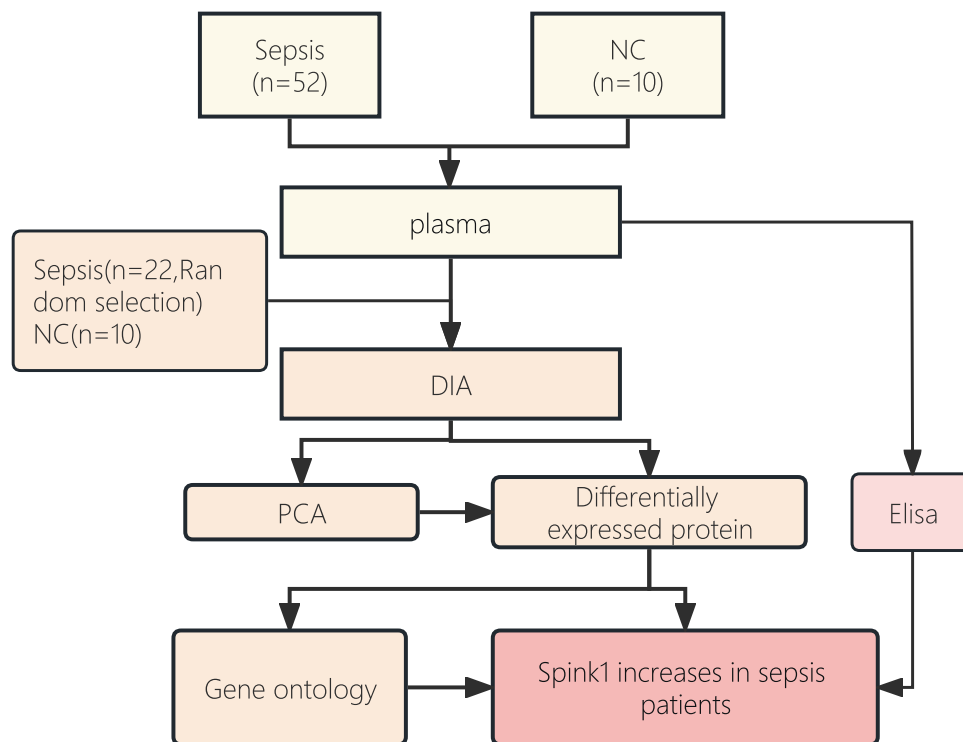 Sepsis
(n=52)
NC
(n=10)
plasma
Sepsis(n=22,Ran
dom selection)
NC(n=10)
DIA
PCA
Differentially
expressed protein
Elisa
Gene ontology
Spink1 increases in sepsis
patients